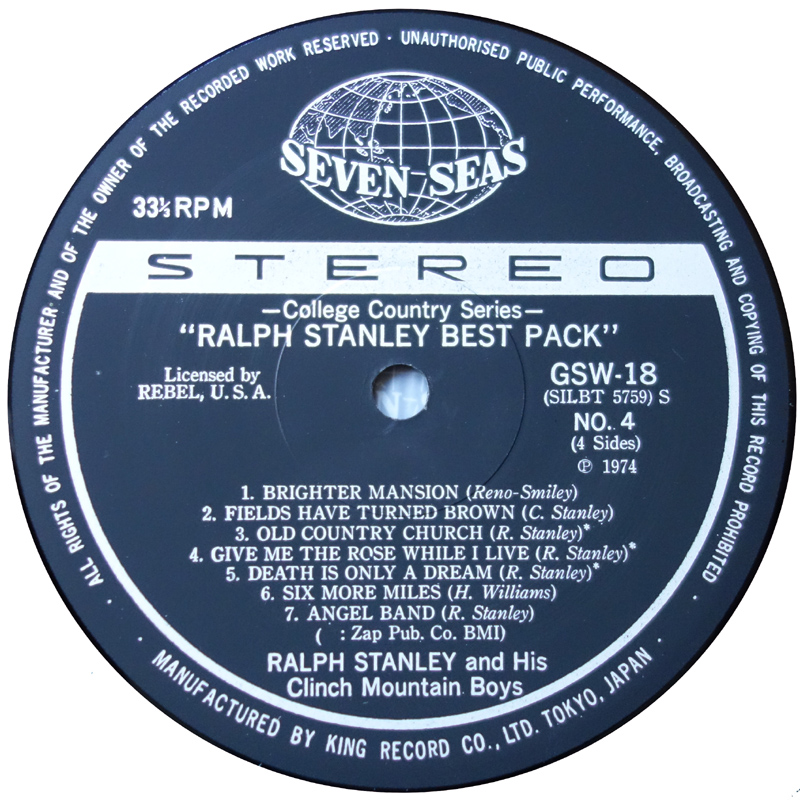 · ALL RIGHTS OF THE MANUFACTURER AND OF THE OWNER OF THE RECORDED WORK RESERVED · UNAUTHORISED PUBLIC PERFORMANCE, BROADCASTING AND COPYING OF THIS RECORD PROHIBITED ·
SEVEN SEAS
33⅓ RPM
STEREO
—College Country Series—
"RALPH STANLEY BEST PACK"
Licensed by
REBEL, U. S. A.
GSW-18
(SILBT 5759) S
NO. 4
(4 Sides)
℗ 1974
1. BRIGHTER MANSION (Reno-Smiley)
2. FIELDS HAVE TURNED BROWN (C. Stanley)
3. OLD COUNTRY CHURCH (R. Stanley)*
4. GIVE ME THE ROSE WHILE I LIVE (R. Stanley)*
5. DEATH IS ONLY A DREAM (R. Stanley)*
6. SIX MORE MILES (H. Williams)
7. ANGEL BAND (R. Stanley)
( : Zap Pub. Co. BMI)
RALPH STANLEY and His
Clinch Mountain Boys
· MANUFACTURED BY KING RECORD CO., LTD. TOKYO, JAPAN ·